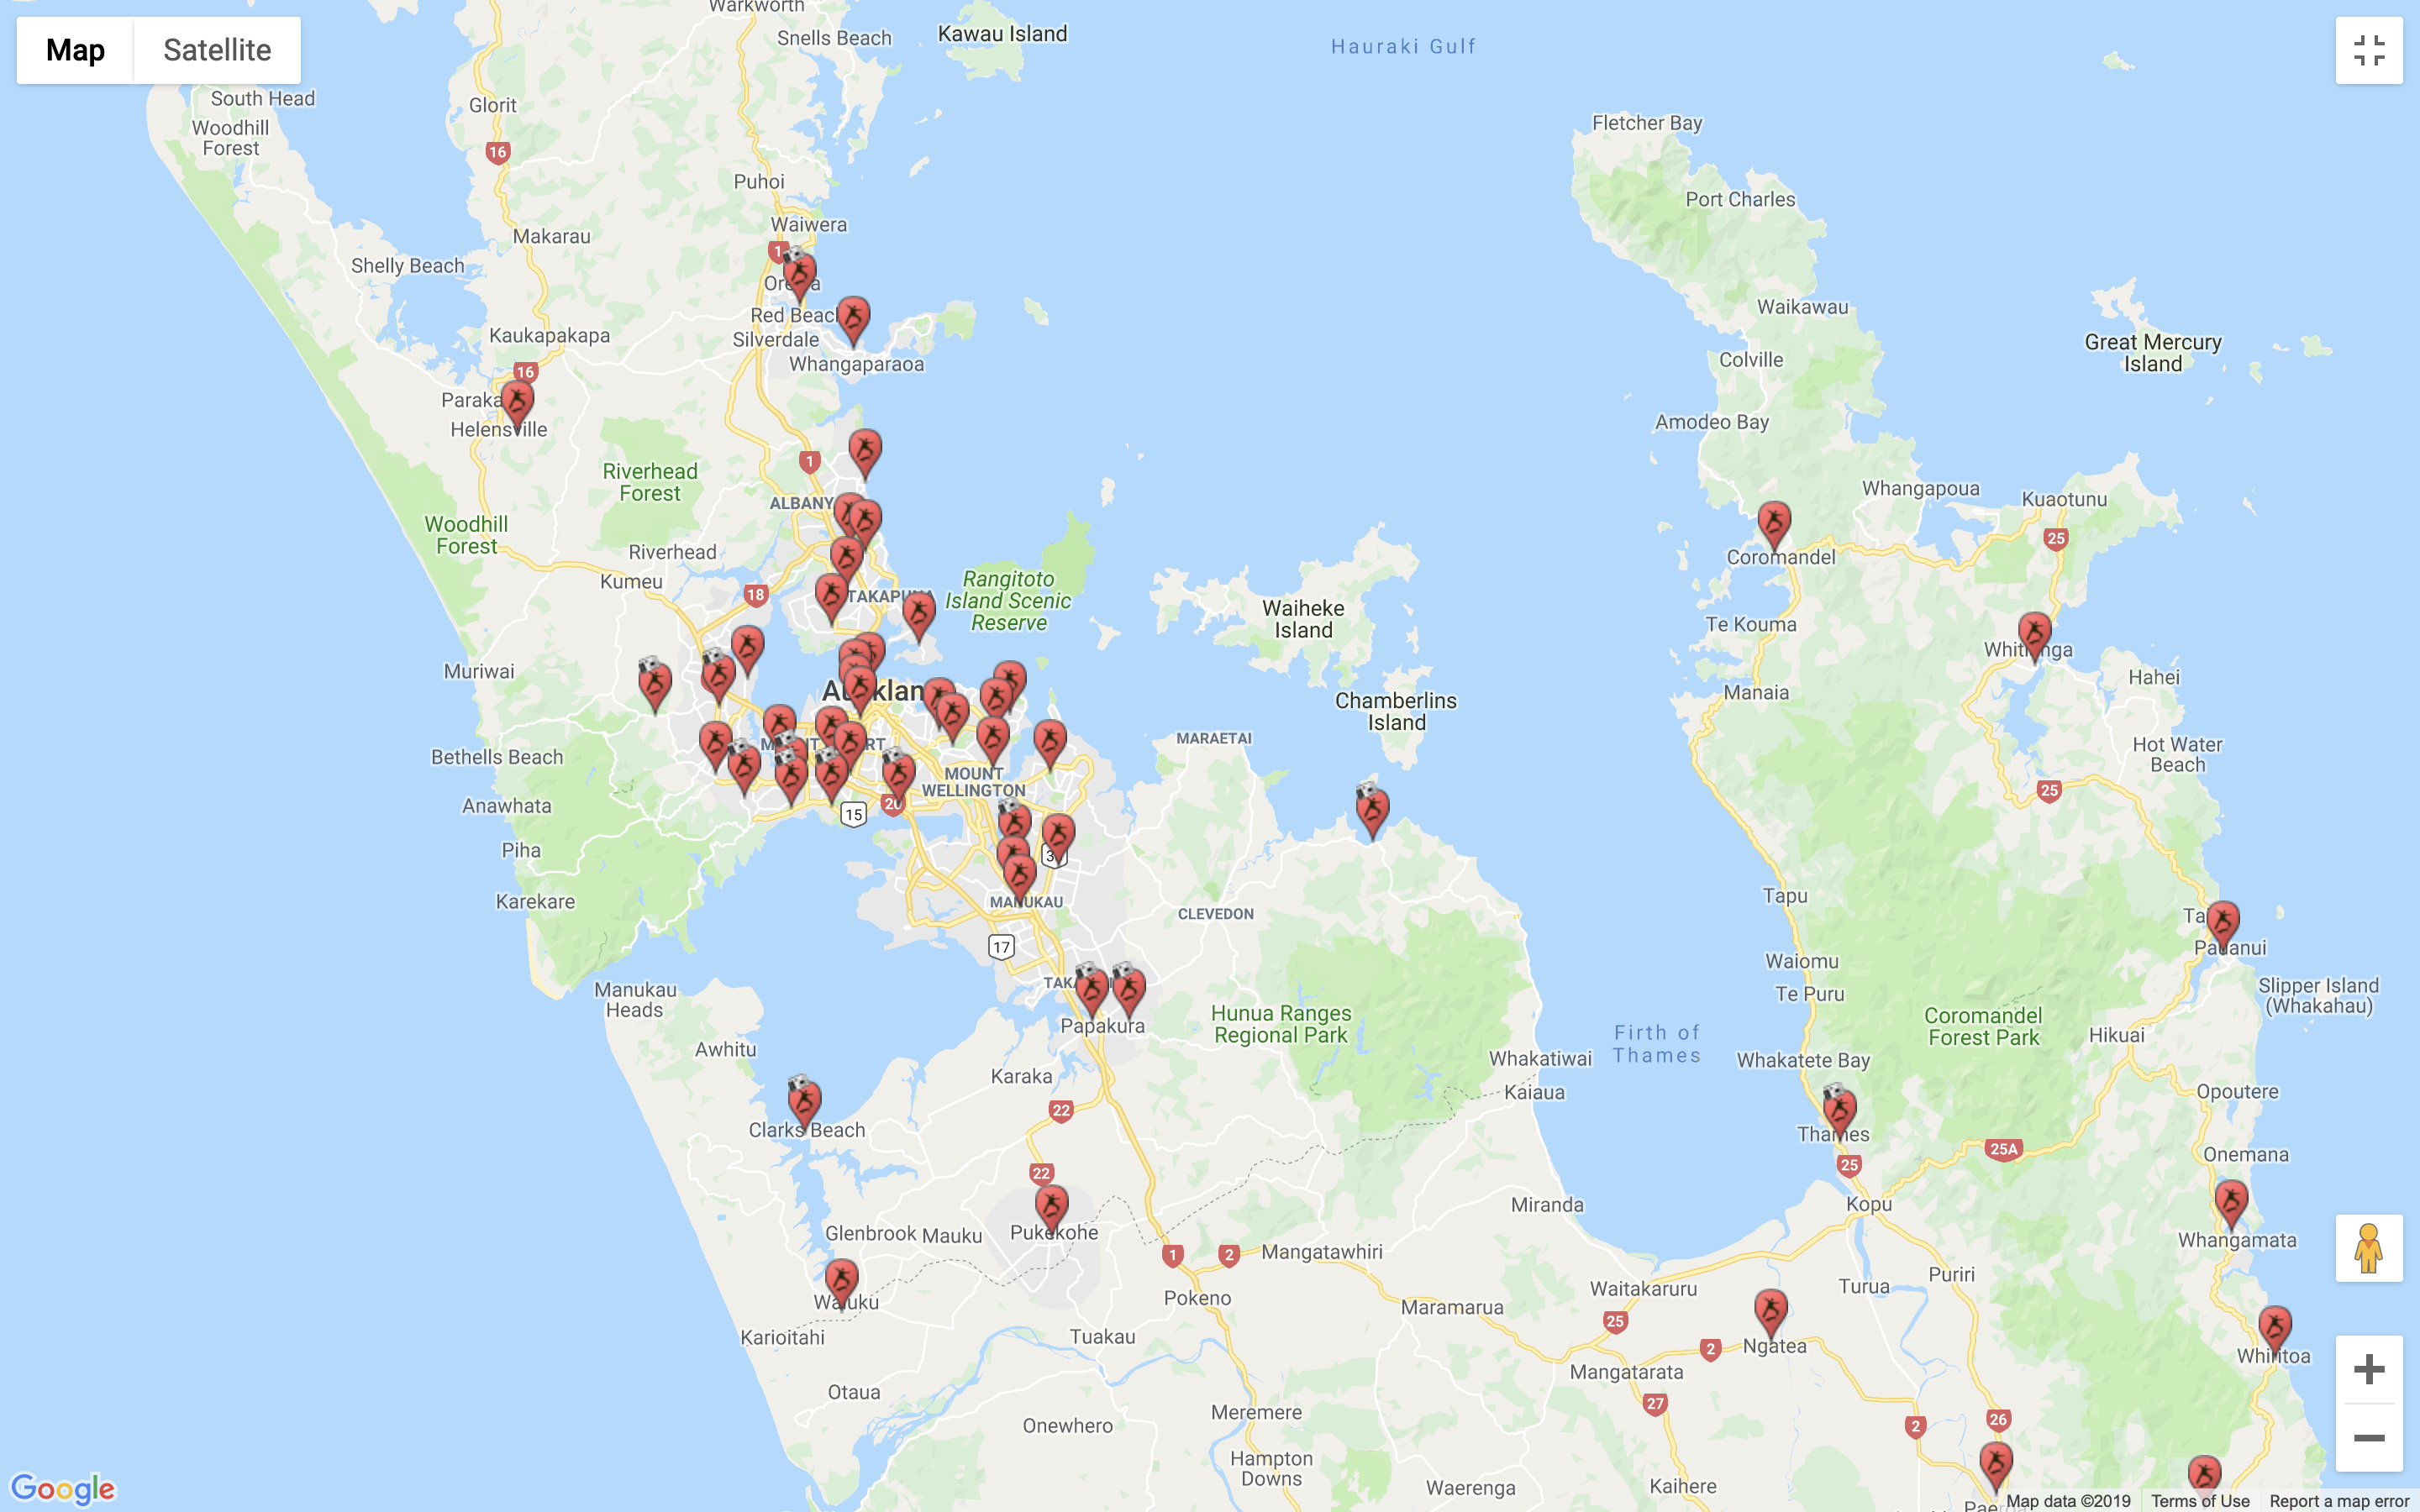 Warkworth
Snells Beach
Kawau Island
Hauraki Gulf
Map
Satellite
South Head
Woodhill
Forest
Glorit
16
Fletcher Bay
Puhoi
Port Charles
Waiwera
Makarau
Shelly Beach
1
Red Beach
Waikawau
Kaukapakapa
Silverdale
Great Mercury
Island
Whangaparaoa
Colville
16
Helensville
Amodeo Bay
1
Riverhead
Forest
ALBANY
Whangapoua
Kuaotunu
Woodhill
Forest
25
Riverhead
Coromandel
Kumeu
Rangitoto
Island Scenic
Reserve
18
TAKAPUNA
Waiheke
Island
Te Kouma
Muriwai
Hahei
Auckland
Manaia
Chamberlins
Island
Bethells Beach
MARAETAI
Hot Water
Beach
MOUNT
WELLINGTON
25
Anawhata
20
15
Piha
Karekare
MANUKAU
Tapu
CLEVEDON
Pauanui
17
Waiomu
Manukau
Heads
Te Puru
Slipper Island
(Whakahau)
Papakura
Hunua Ranges
Regional Park
Coromandel
Forest Park
Firth of
Thames
Hikuai
Awhitu
Whakatiwai
Whakatete Bay
Karaka
Kaiaua
Opoutere
22
Clarks Beach
Thames
25A
Onemana
22
25
Miranda
Kopu
Glenbrook
Mauku
Pukekohe
Whangamata
1
2
Mangatawhiri
Puriri
Waitakaruru
Turua
Pokeno
Maramarua
Waiuku
25
Karioitahi
Tuakau
2
Ngatea
Whiritoa
Mangatarata
Otaua
27
Meremere
26
2
Onewhero
Hampton
Downs
Waerenga
Kaihere
Google
Map data ©2019
Terms of Use
Report a map error